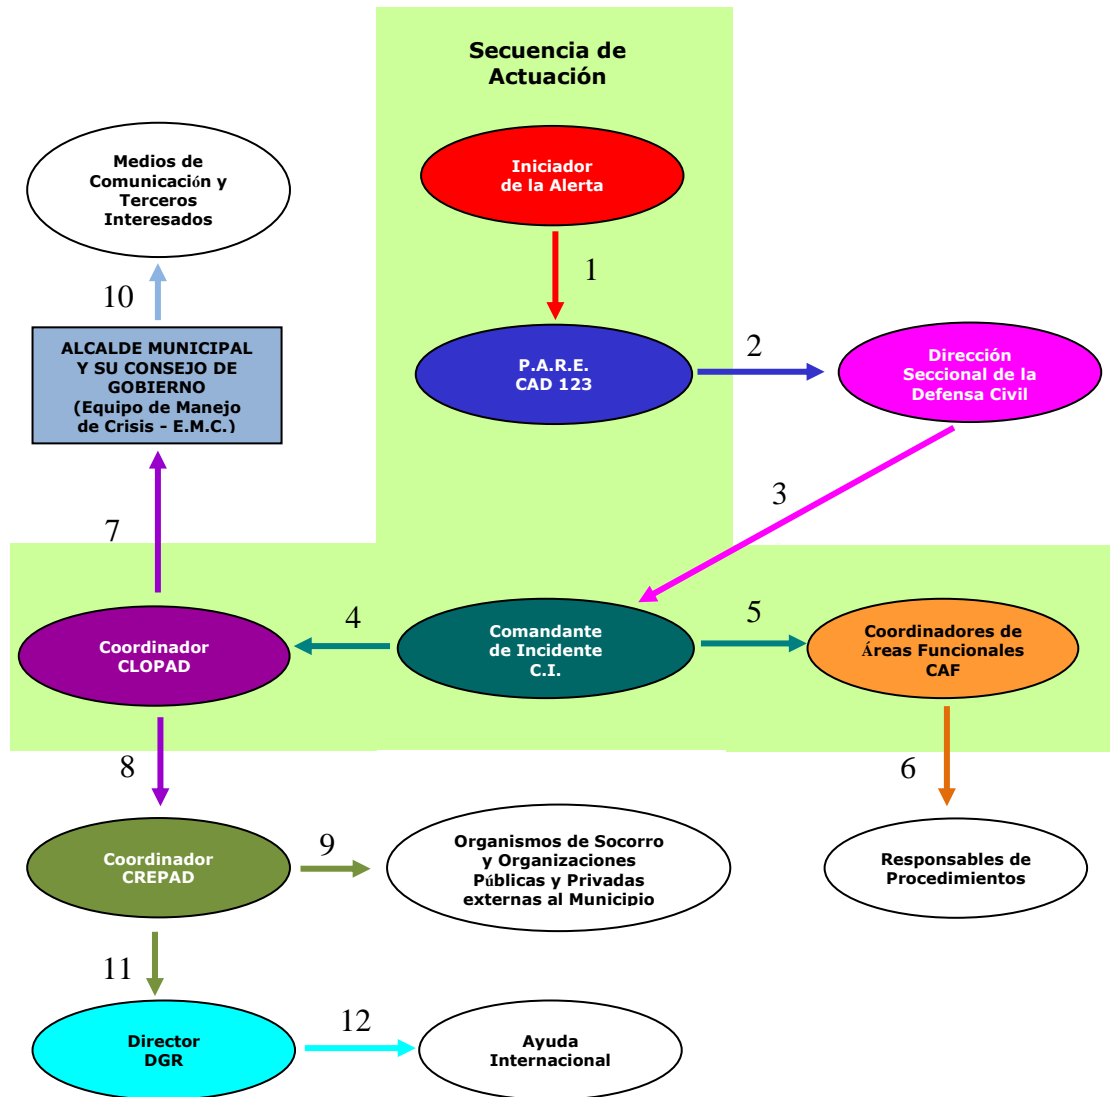 Secuencia de
Actuación
Iniciador
de la Alerta
Medios de
Comunicación y
Terceros
Interesados
1
10
ALCALDE MUNICIPAL
Y SU CONSEJO DE
GOBIERNO
(Equipo de Manejo
de Crisis - E.M.C.)
P.A.R.E.
CAD 123
2
Dirección
Seccional de la
Defensa Civil
3
7
4
5
Coordinador
CLOPAD
Comandante
de Incidente
C.I.
Coordinadores de
Áreas Funcionales
CAF
8
6
Coordinador
CREPAD
9
Organismos de Socorro
y Organizaciones
Públicas y Privadas
externas al Municipio
Responsables de
Procedimientos
11
Director
DGR
12
Ayuda
Internacional